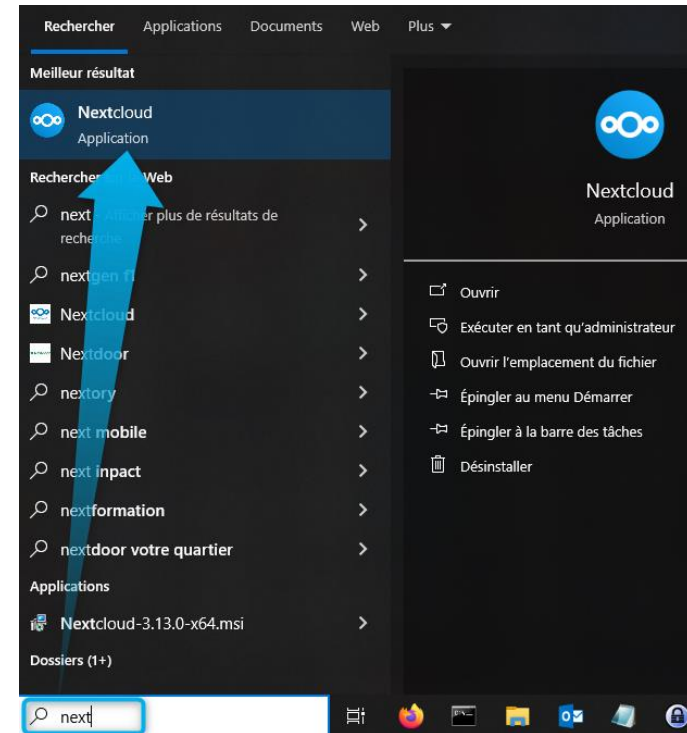 Rechercher Applications Documents Web Plus
Meilleur résultat
Nextcloud
Application
Rechercher Web
next - Afficher plus de résultats de
recherche
nextgen f1
Nextcloud
Nextdoor
nextory
next mobile
next inpact
nextformation
nextdoor votre quartier
Applications
Nextcloud-3.13.0-x64.msi
Dossiers (1+)
next
Nextcloud
Application
Ouvrir
Exécuter en tant qu'administrateur
Ouvrir l'emplacement du fichier
Épingler au menu Démarrer
Épingler à la barre des tâches
Désinstaller